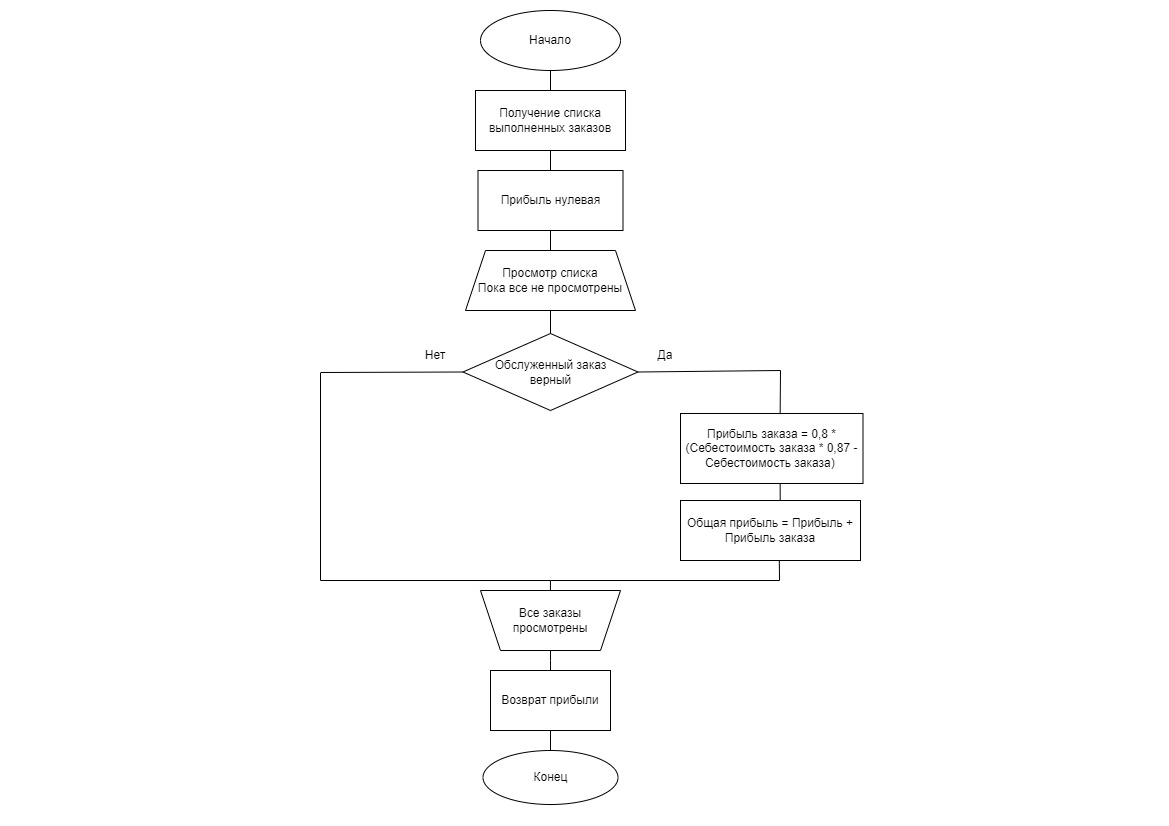 Начало
Получение списка
выполненных заказов
Прибыль нулевая
Просмотр списка
Пока все не просмотрены
Нет
Да
Обслуженный заказ
верный
Прибыль заказа = 0,8 *
(Себестоимость заказа * 0,87 -
Себестоимость заказа)
Общая прибыль = Прибыль +
Прибыль заказа
Все заказы
просмотрены
Возврат прибыли
Конец